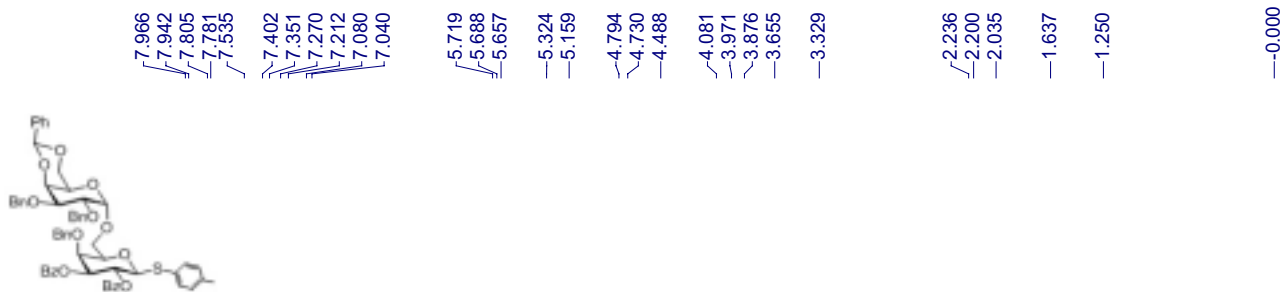 7.966
7.942
7.805
7.781
7.535
7.402
7.351
7.270
7.212
7.080
7.040
5.719
5.688
5.657
5.324
5.159
4.794
4.730
4.488
4.081
3.971
3.876
3.655
3.329
2.236
2.200
2.035
1.637
1.250
-0.000
Ph
O
O
O
BnO
BnO
O
BnO
O
S
BzO
BzO